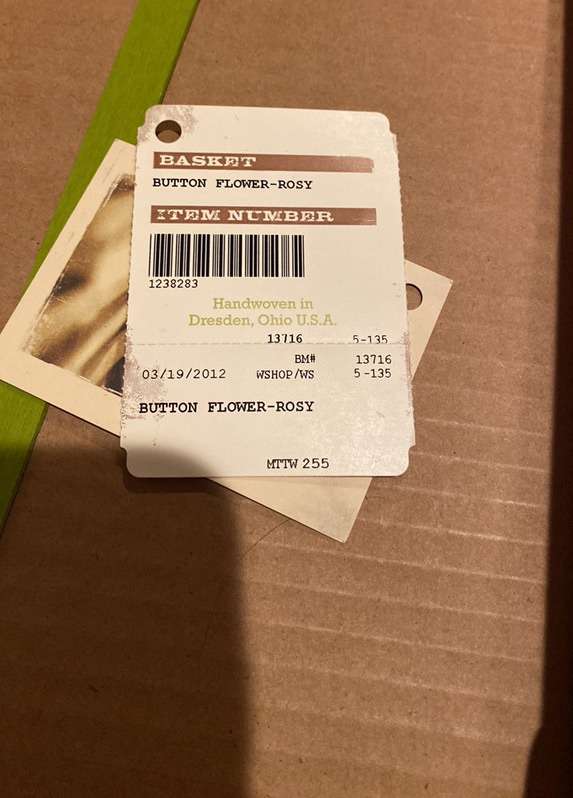 BASKET
BUTTON FLOWER-ROSY
ITEM NUMBER
1238283
Handwoven in
Dresden, Ohio U.S.A.
13716 5-135
BM# 13716
03/19/2012 WSHOP/WS 5-135
BUTTON FLOWER-ROSY
MTTW 255